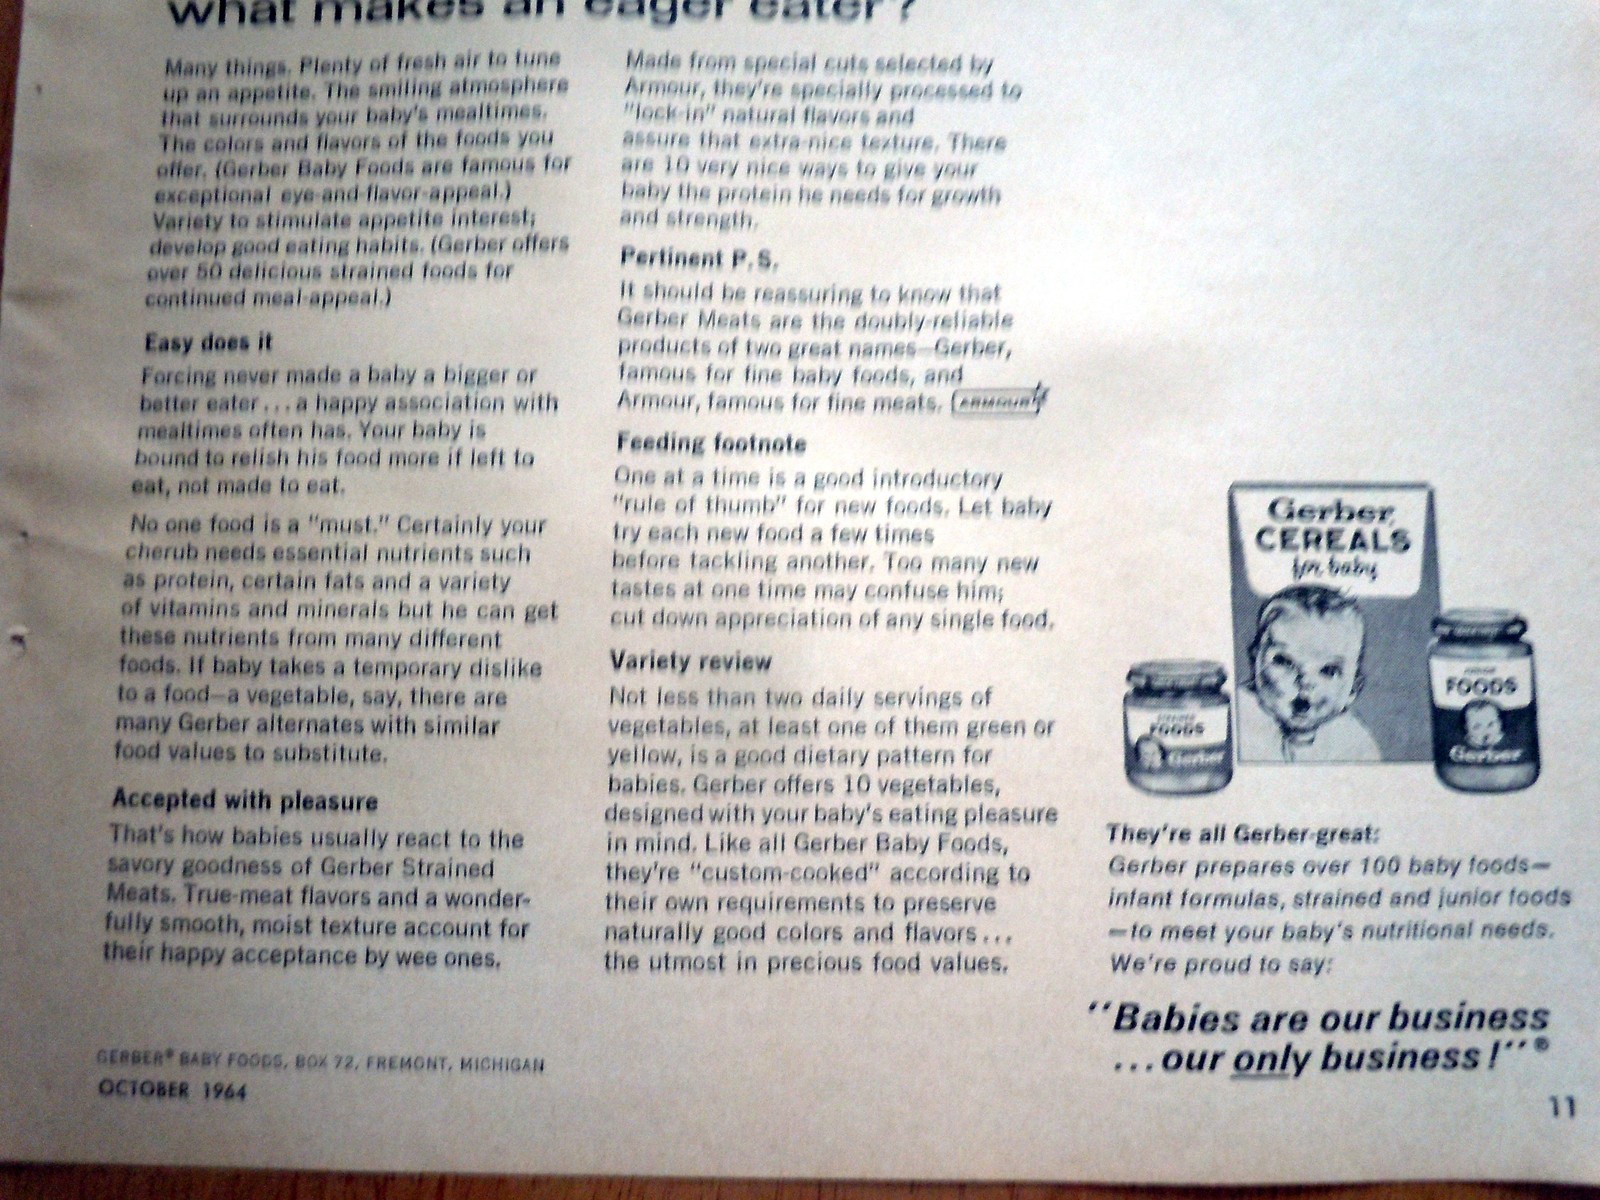 what makes an eager eater?
Many things. Plenty of fresh air to tune
up an appetite. The smiling atmosphere
that surrounds your baby's mealtimes.
The colors and flavors of the foods you
offer. (Gerber Baby Foods are famous for
exceptional eye-and-flavor-appeal.)
Variety to stimulate appetite interest;
develop good eating habits. (Gerber offers
over 50 delicious strained foods for
continued meal-appeal.)
Easy does it
Forcing never made a baby a bigger or
better eater...a happy association with
mealtimes often has. Your baby is
bound to relish his food more if left to
eat, not made to eat.
No one food is a "must." Certainly your
cherub needs essential nutrients such
as protein, certain fats and a variety
of vitamins and minerals but he can get
these nutrients from many different
foods. If baby takes a temporary dislike
to a food—a vegetable, say, there are
many Gerber alternates with similar
food values to substitute.
Accepted with pleasure
That's how babies usually react to the
savory goodness of Gerber Strained
Meats. True-meat flavors and a wonder-
fully smooth, moist texture account for
their happy acceptance by wee ones.
Made from special cuts selected by
Armour, they're specially processed to
"lock-in" natural flavors and
assure that extra-nice texture. There
are 10 very nice ways to give your
baby the protein he needs for growth
and strength.
Pertinent P.S.
It should be reassuring to know that
Gerber Meats are the doubly-reliable
products of two great names—Gerber,
famous for fine baby foods, and
Armour, famous for fine meats. ARMOUR
Feeding footnote
One at a time is a good introductory
"rule of thumb" for new foods. Let baby
try each new food a few times
before tackling another. Too many new
tastes at one time may confuse him;
cut down appreciation of any single food.
Variety review
Not less than two daily servings of
vegetables, at least one of them green or
yellow, is a good dietary pattern for
babies. Gerber offers 10 vegetables,
designed with your baby's eating pleasure
in mind. Like all Gerber Baby Foods,
they're "custom-cooked" according to
their own requirements to preserve
naturally good colors and flavors...
the utmost in precious food values.
Gerber
CEREALS
for baby
FOODS
Gerber
FOODS
Gerber
They're all Gerber-great:
Gerber prepares over 100 baby foods—
infant formulas, strained and junior foods
—to meet your baby's nutritional needs.
We're proud to say:
"Babies are our business
...our only business!"®
GERBER® BABY FOODS, BOX 72, FREMONT, MICHIGAN
OCTOBER 1964
11